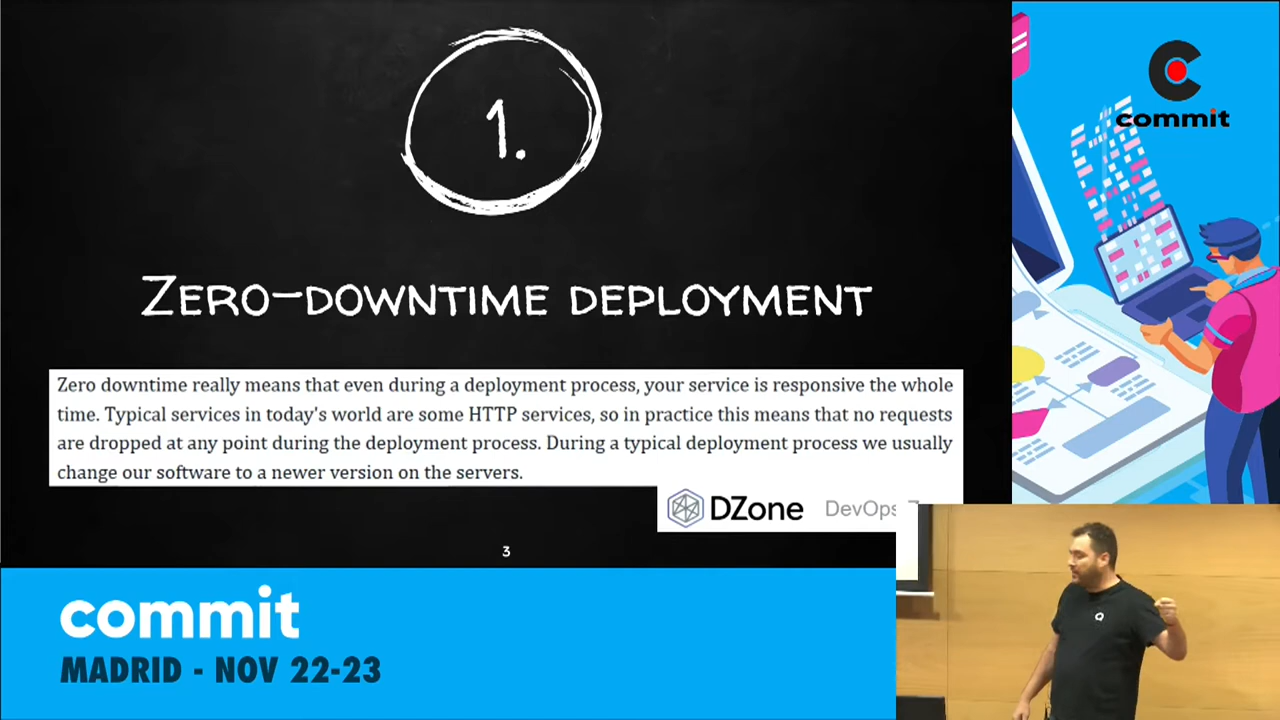 1.
ZERO-DOWNTIME DEPLOYMENT
Zero downtime really means that even during a deployment process, your service is responsive the whole
time. Typical services in today's world are some HTTP services, so in practice this means that no requests
are dropped at any point during the deployment process. During a typical deployment process we usually
change our software to a newer version on the servers.
DZone DevOps
3
commit
commit
MADRID - NOV 22-23